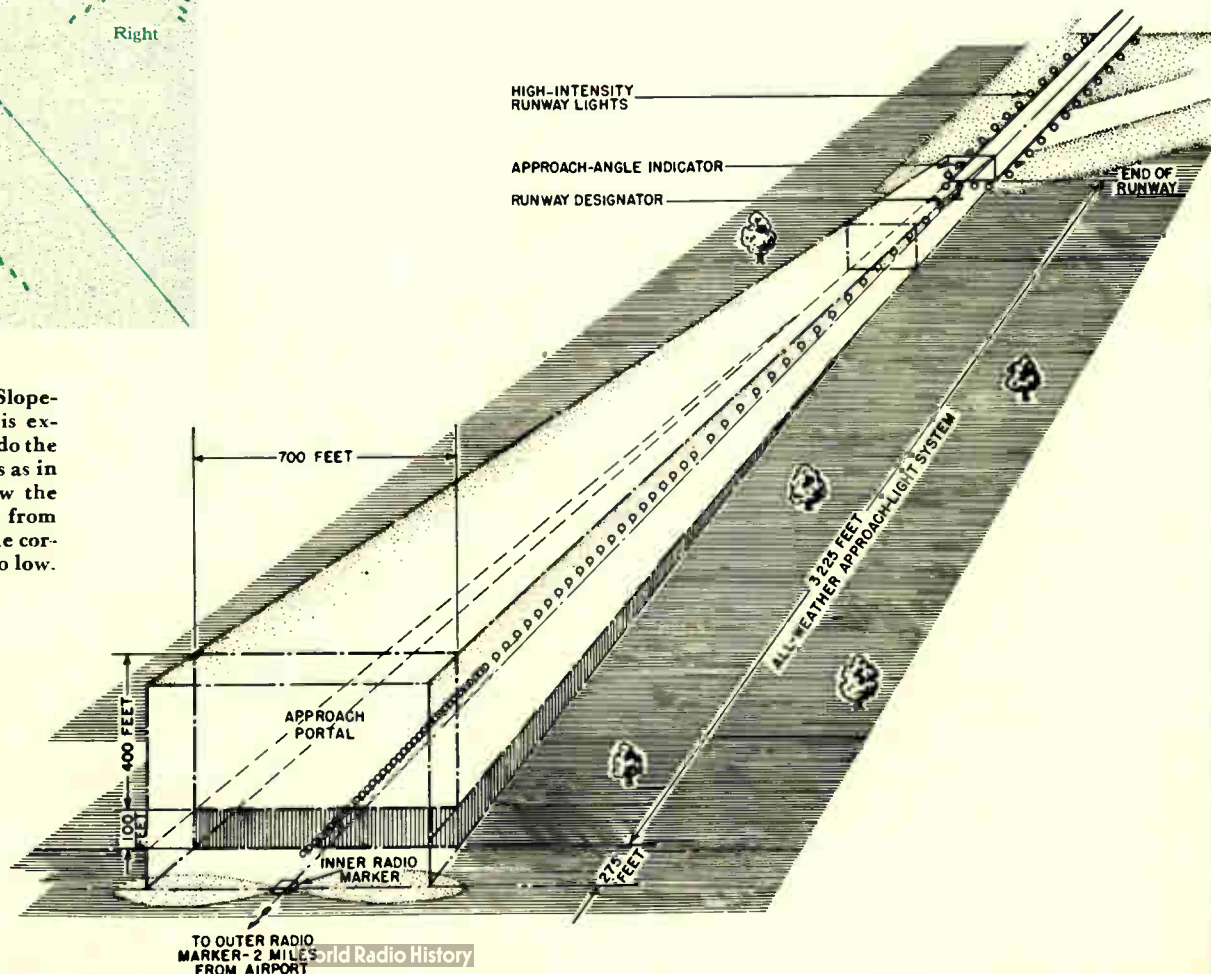 Right
Slope-
is ex-
do the
s as in
w the
from
e cor-
o low.
HIGH-INTENSITY
RUNWAY LIGHTS
APPROACH-ANGLE INDICATOR
RUNWAY DESIGNATOR
END OF
RUNWAY
700 FEET
3225 FEET
ALL-WEATHER APPROACH-LIGHT SYSTEM
APPROACH
PORTAL
400 FEET
100
FEET
INNER RADIO
MARKER
275
FEET
TO OUTER RADIO
MARKER-2 MILES
FROM AIRPORT
World Radio History